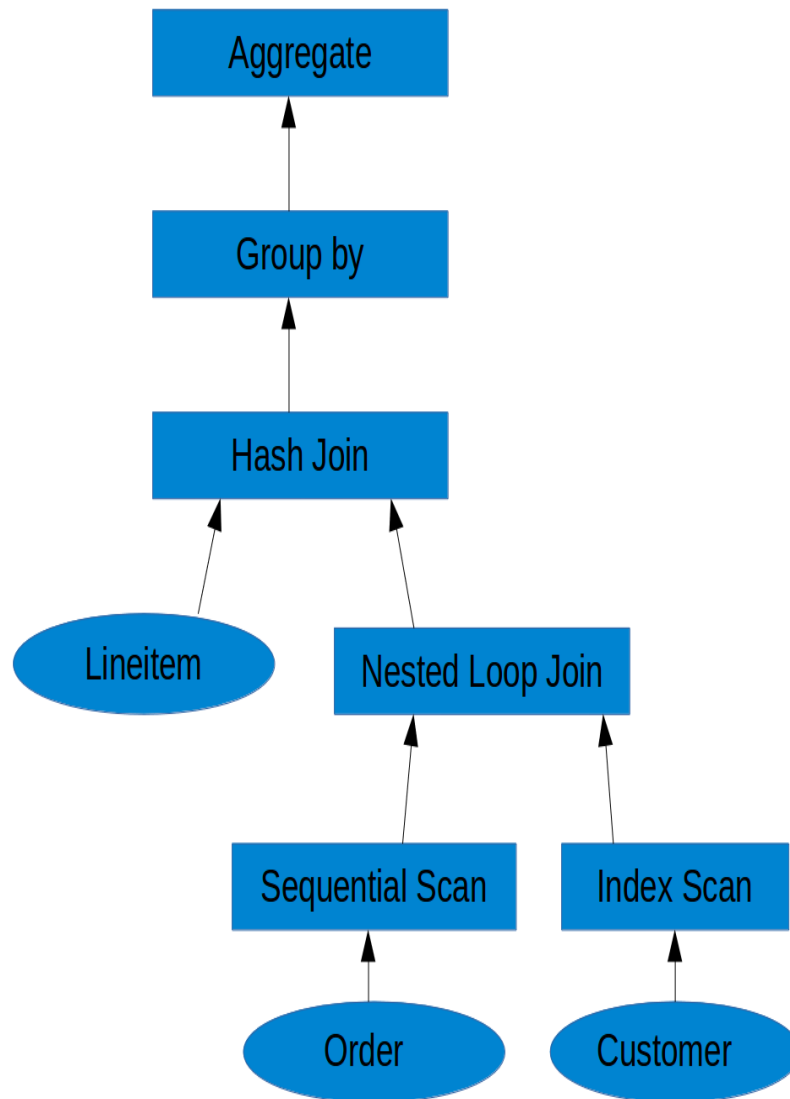 Aggregate
Group by
Hash Join
Lineitem
Nested Loop Join
Sequential Scan
Index Scan
Order
Customer